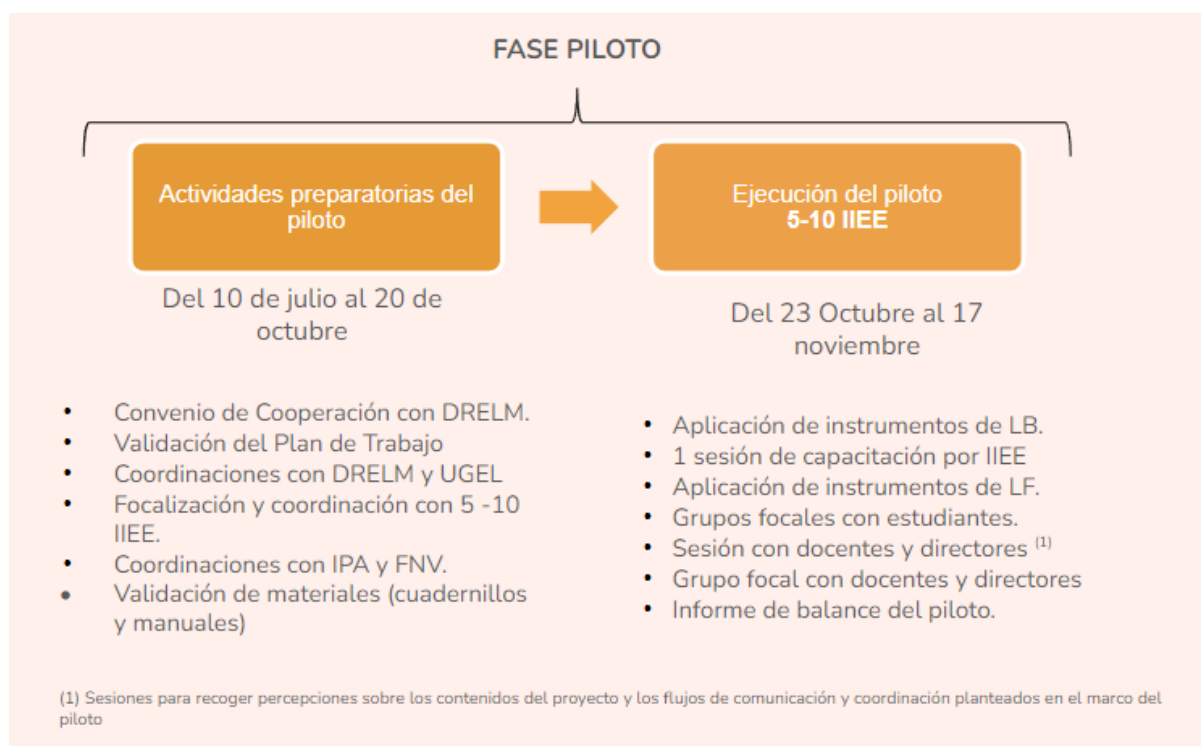 FASE PILOTO
Actividades preparatorias del
piloto
Del 10 de julio al 20 de
octubre
• Convenio de Cooperación con DRELM.
• Validación del Plan de Trabajo
• Coordinaciones con DRELM y UGEL
• Focalización y coordinación con 5 -10
IIEE.
• Coordinaciones con IPA y FNV.
• Validación de materiales (cuadernillos
y manuales)
Ejecución del piloto
5-10 IIEE
Del 23 Octubre al 17
noviembre
• Aplicación de instrumentos de LB.
• 1 sesión de capacitación por IIEE
• Aplicación de instrumentos de LF.
• Grupos focales con estudiantes.
• Sesión con docentes y directores (1)
• Grupo focal con docentes y directores
• Informe de balance del piloto.
(1) Sesiones para recoger percepciones sobre los contenidos del proyecto y los flujos de comunicación y coordinación planteados en el marco del
piloto